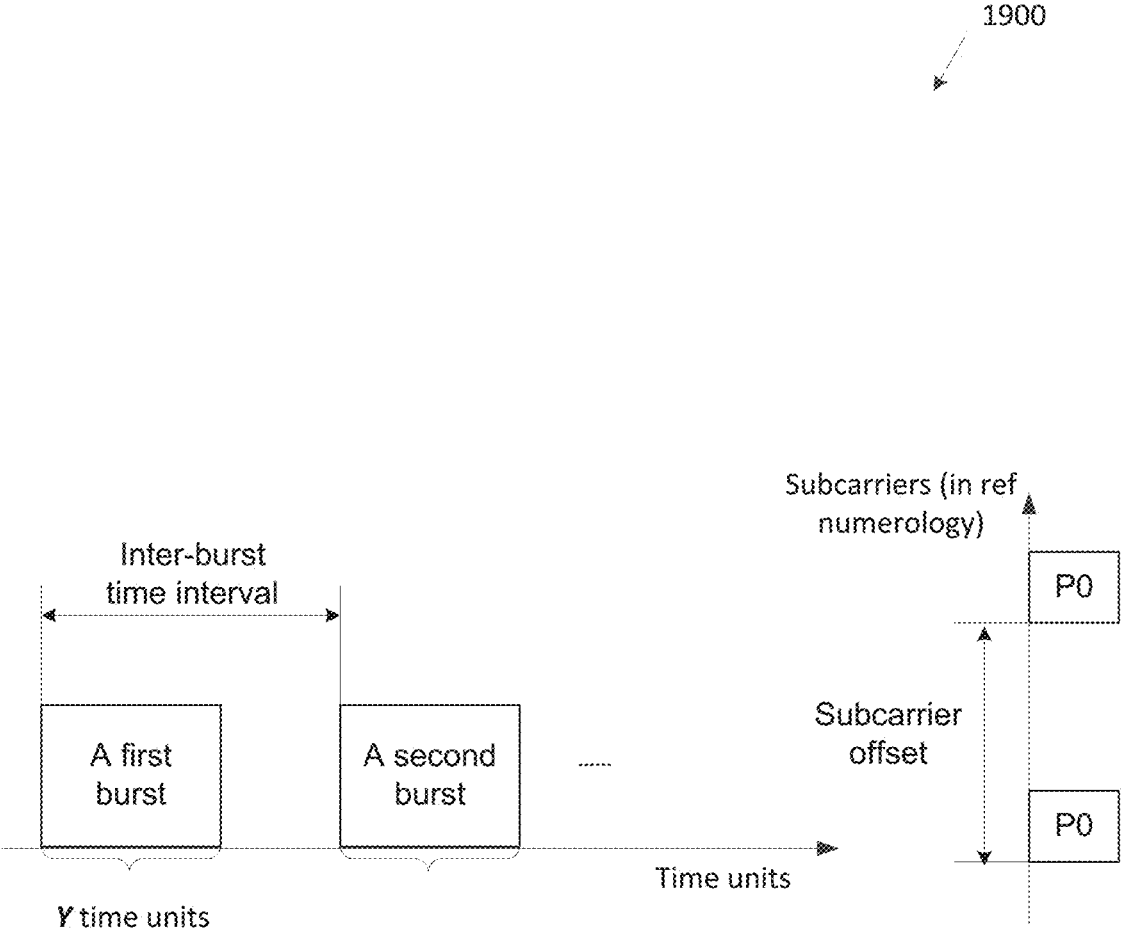 1900
Subcarriers (in ref
numerology)
Inter-burst
time interval
P0
Subcarrier
offset
A first
burst
A second
burst
......
P0
Time units
Y time units